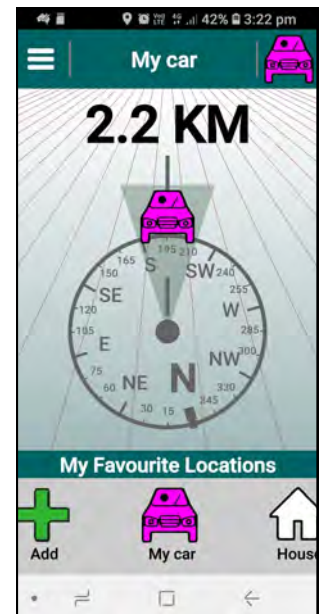 42% 3:22 pm
My car
2.2 KM
195 210
165 S SW 240
150 255
SE W
120
105 285
E NW 300
75
60 NE N 330
30 15 345
My Favourite Locations
Add My car Hous